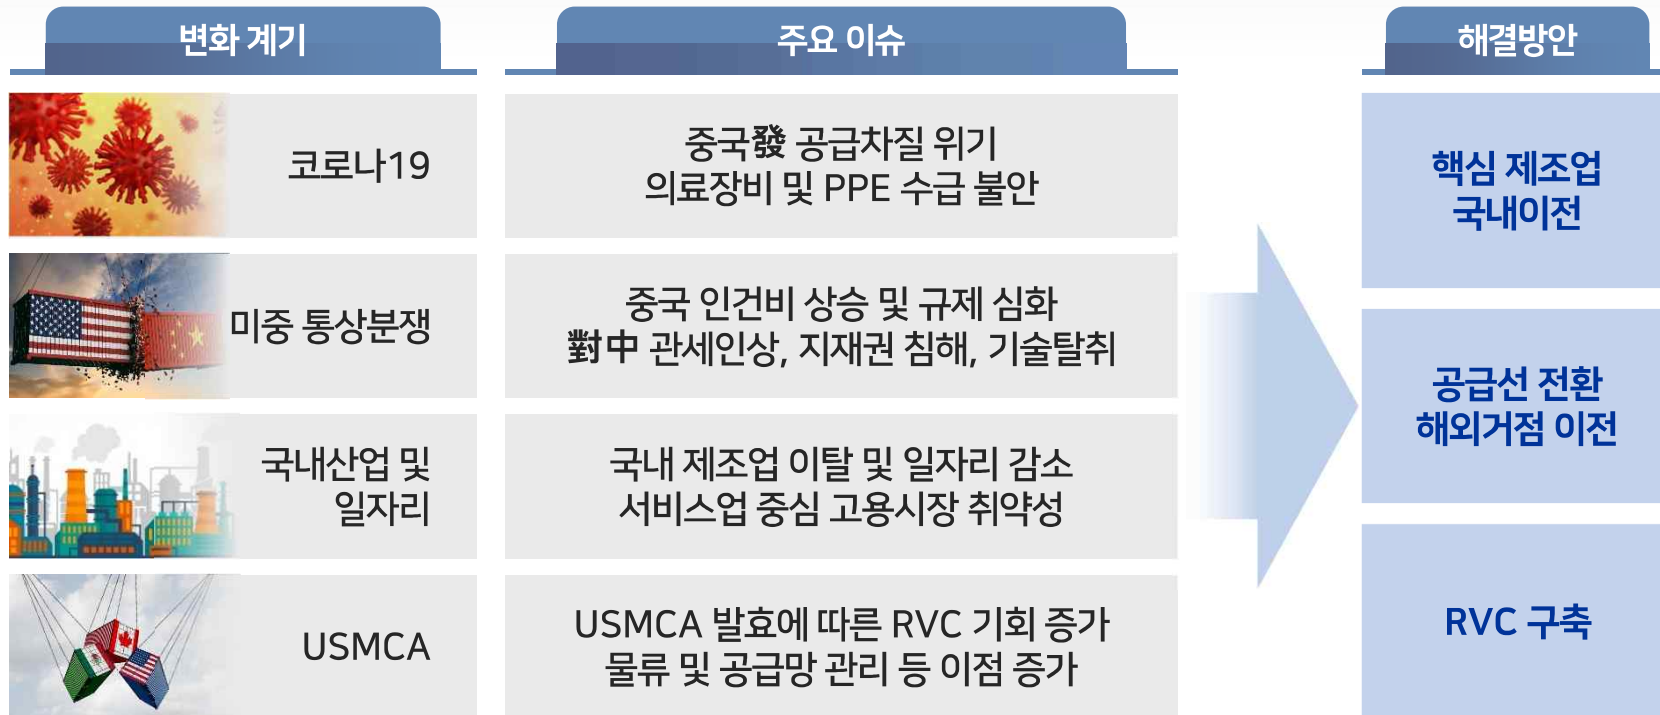 변화 계기
주요 이슈
해결방안
코로나19
중국發 공급차질 위기
의료장비 및 PPE 수급 불안
미중 통상분쟁
중국 인건비 상승 및 규제 심화
對中 관세인상, 지재권 침해, 기술탈취
국내산업 및
일자리
국내 제조업 이탈 및 일자리 감소
서비스업 중심 고용시장 취약성
USMCA
USMCA 발효에 따른 RVC 기회 증가
물류 및 공급망 관리 등 이점 증가
핵심 제조업
국내이전
공급선 전환
해외거점 이전
RVC 구축